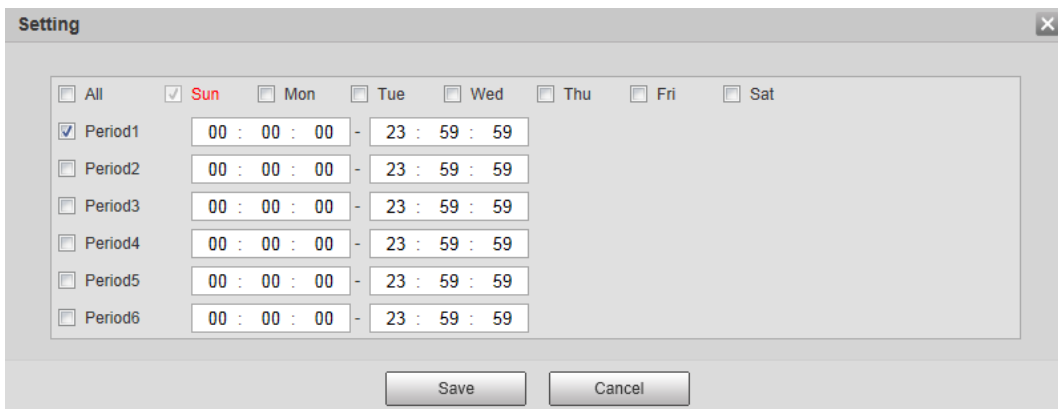 Setting
All Sun Mon Tue Wed Thu Fri Sat
Period1 00 : 00 : 00 - 23 : 59 : 59
Period2 00 : 00 : 00 - 23 : 59 : 59
Period3 00 : 00 : 00 - 23 : 59 : 59
Period4 00 : 00 : 00 - 23 : 59 : 59
Period5 00 : 00 : 00 - 23 : 59 : 59
Period6 00 : 00 : 00 - 23 : 59 : 59
Save Cancel